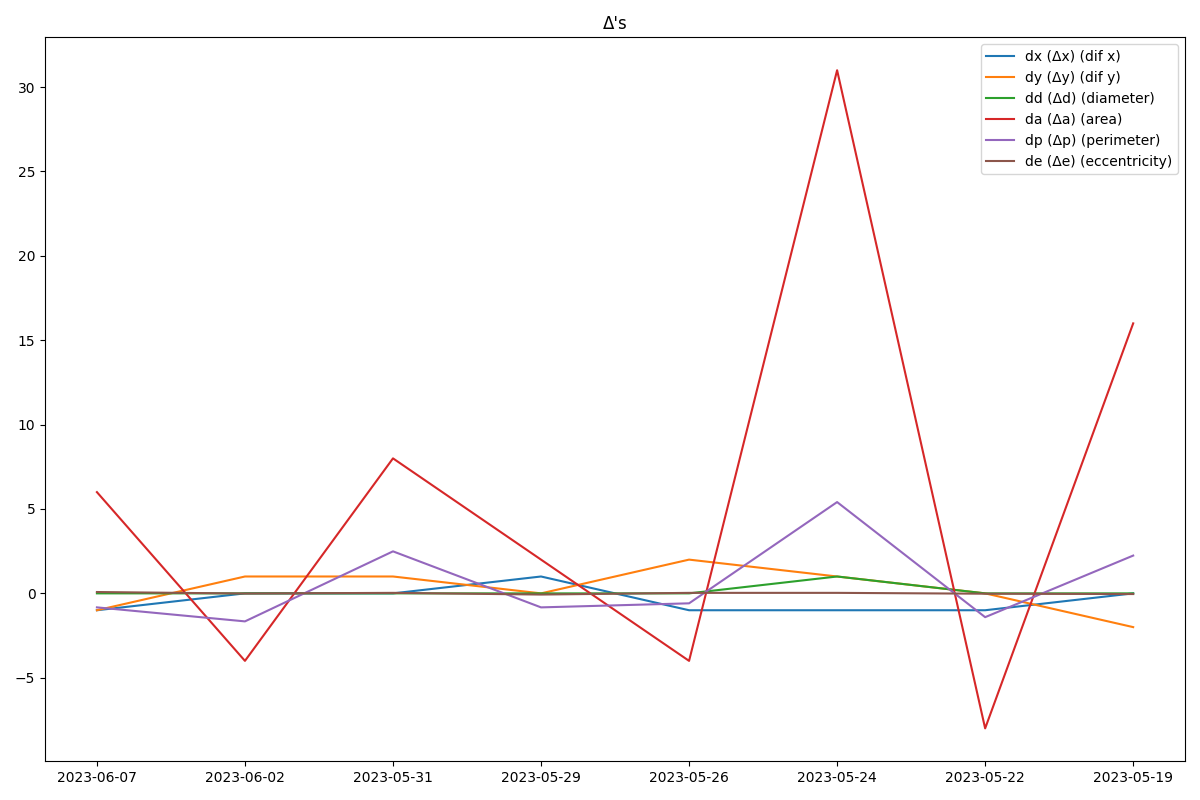 Δ's
dx (Δx) (dif x)
dy (Δy) (dif y)
dd (Δd) (diameter)
da (Δa) (area)
dp (Δp) (perimeter)
de (Δe) (eccentricity)
30
25
20
15
10
5
0
−5
2023-06-07 2023-06-02 2023-05-31 2023-05-29 2023-05-26 2023-05-24 2023-05-22 2023-05-19